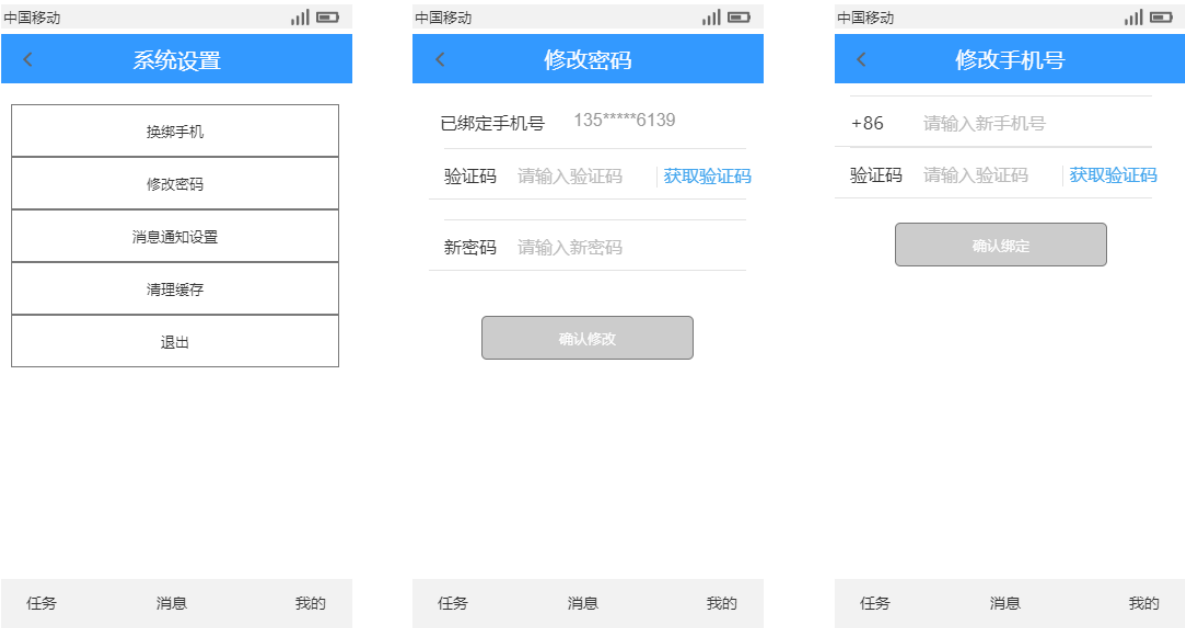 中国移动
系统设置
换绑手机
修改密码
消息通知设置
清理缓存
退出
任务 消息 我的
中国移动
修改密码
已绑定手机号 135*****6139
验证码 请输入验证码 获取验证码
新密码 请输入新密码
确认修改
任务 消息 我的
中国移动
修改手机号
+86 请输入新手机号
验证码 请输入验证码 获取验证码
确认绑定
任务 消息 我的